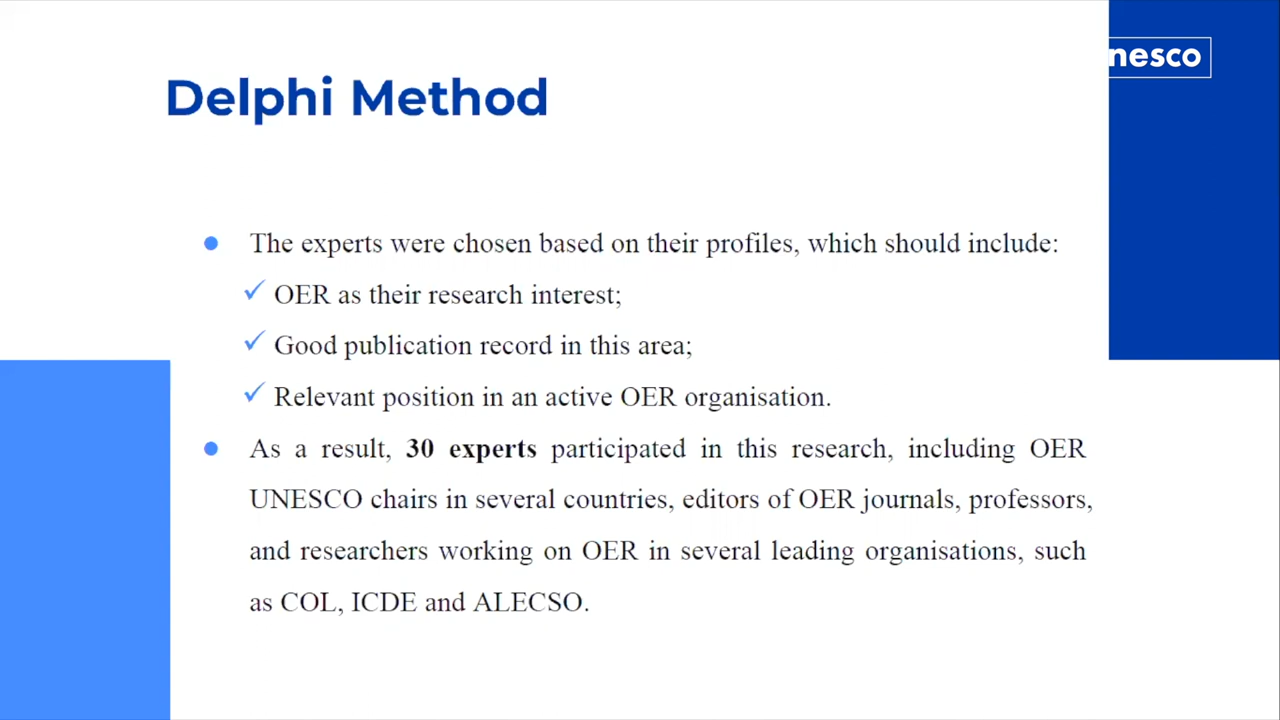 nesco
Delphi Method
The experts were chosen based on their profiles, which should include:
OER as their research interest;
Good publication record in this area;
Relevant position in an active OER organisation.
As a result, 30 experts participated in this research, including OER
UNESCO chairs in several countries, editors of OER journals, professors,
and researchers working on OER in several leading organisations, such
as COL, ICDE and ALECSO.